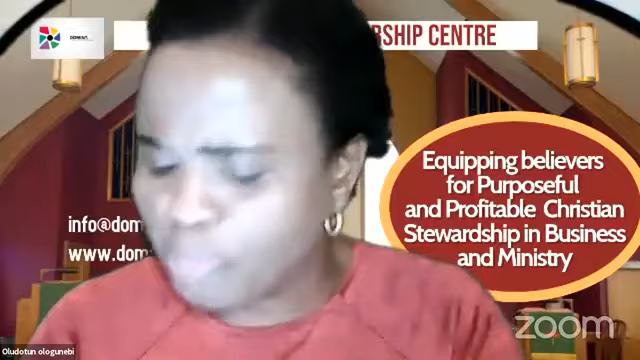 RSHIP CENTRE
Equipping believers
for Purposeful
and Profitable Christian
Stewardship in Business
and Ministry
info@dom
www.dom
zoom
Oludotun ologunebi